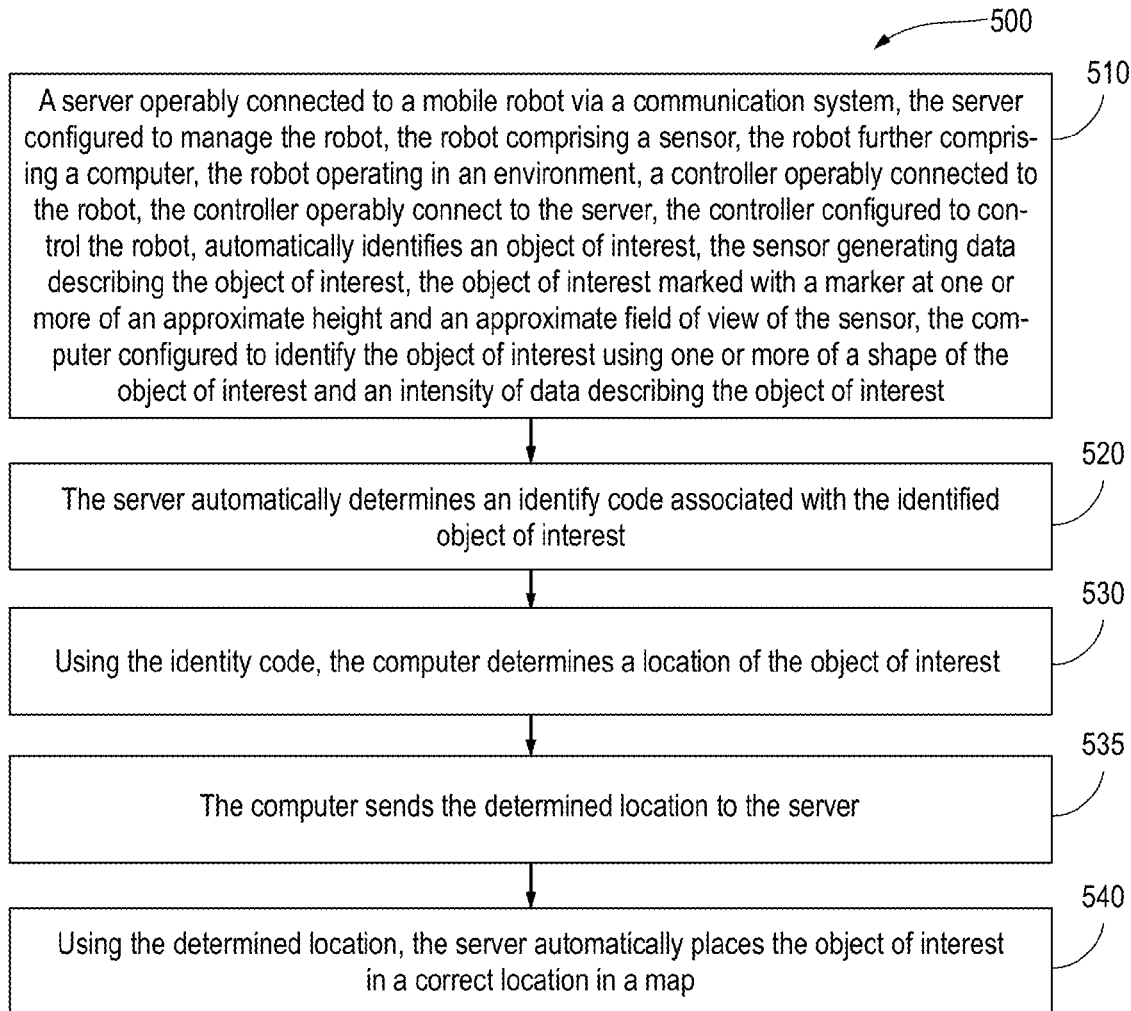 500
510
A server operably connected to a mobile robot via a communication system, the server
configured to manage the robot, the robot comprising a sensor, the robot further compris-
ing a computer, the robot operating in an environment, a controller operably connected to
the robot, the controller operably connect to the server, the controller configured to con-
trol the robot, automatically identifies an object of interest, the sensor generating data
describing the object of interest, the object of interest marked with a marker at one or
more of an approximate height and an approximate field of view of the sensor, the com-
puter configured to identify the object of interest using one or more of a shape of the
object of interest and an intensity of data describing the object of interest
520
The server automatically determines an identify code associated with the identified
object of interest
530
Using the identity code, the computer determines a location of the object of interest
535
The computer sends the determined location to the server
540
Using the determined location, the server automatically places the object of interest
in a correct location in a map